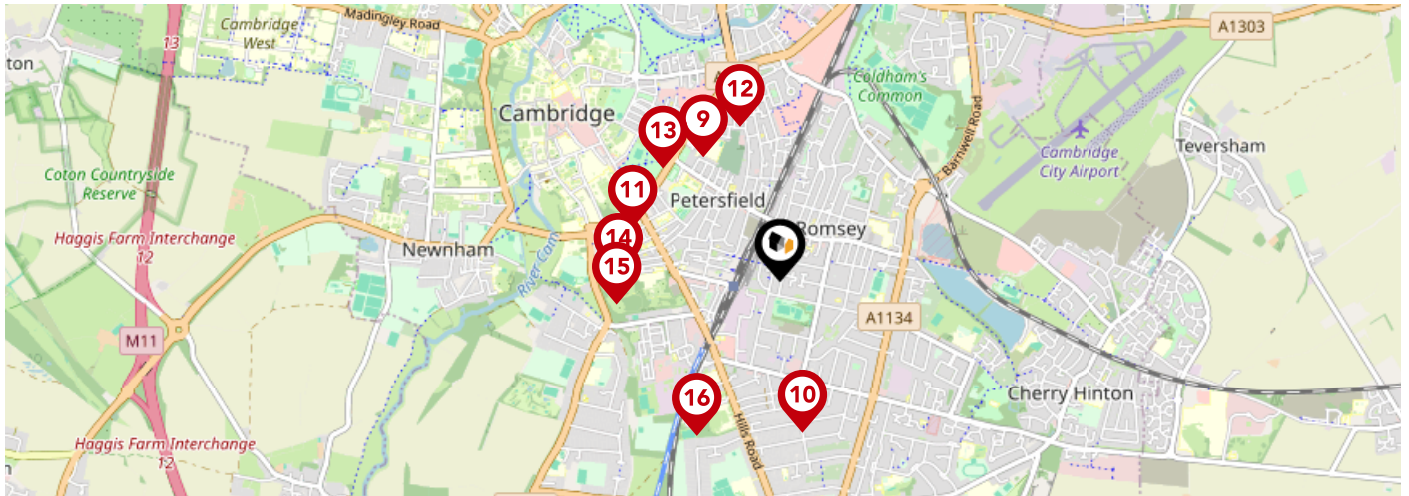 Madingley Road
Cambridge
West
13
A1303
ton
Coldham's
Common
12
Cambridge
9
13
Barnwell Road
Cambridge
City Airport
Teversham
Coton Countryside
Reserve
11
Petersfield
Romsey
Haggis Farm Interchange
12
Newnham
14
River Cam
15
A1134
M11
16
10
Cherry Hinton
Hills Road
Haggis Farm Interchange
12